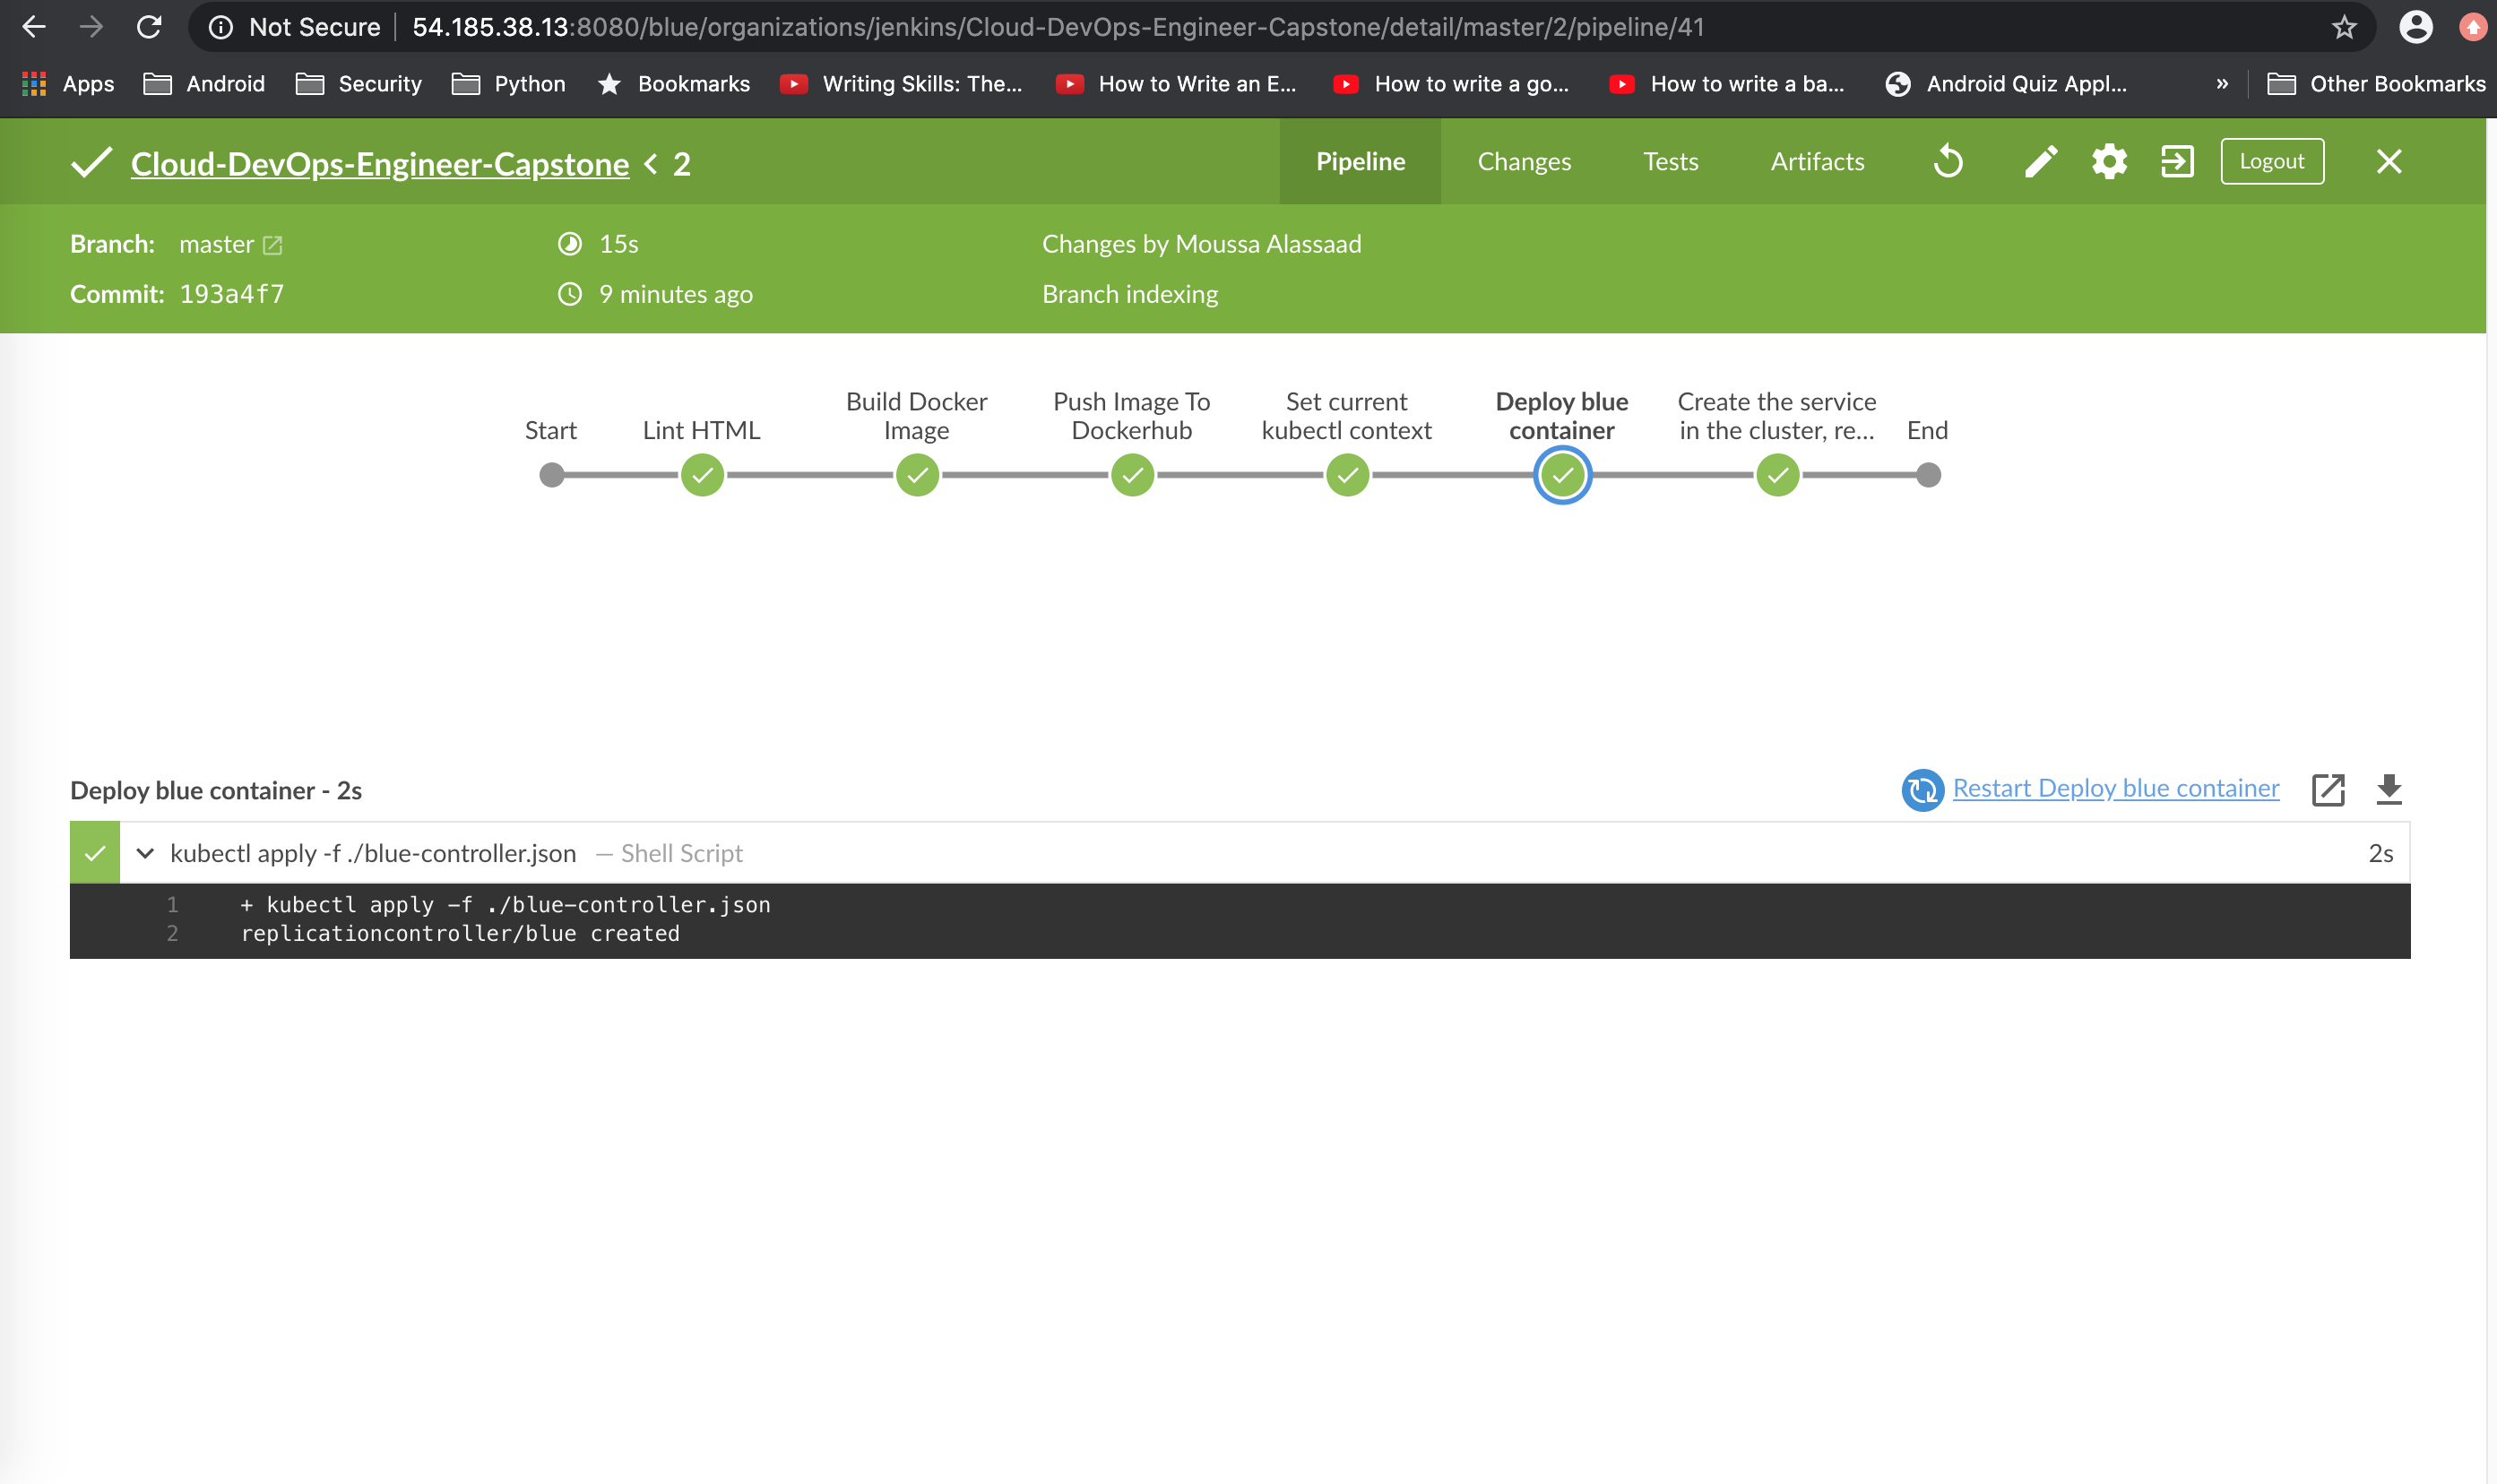 Not Secure 54.185.38.13:8080/blue/organizations/jenkins/Cloud-DevOps-Engineer-Capstone/detail/master/2/pipeline/41
Apps Android Security Python Bookmarks Writing Skills: The... How to Write an E... How to write a go... How to write a ba... Android Quiz Appl... » Other Bookmarks
Cloud-DevOps-Engineer-Capstone < 2 Pipeline Changes Tests Artifacts Logout
Branch: master 15s Changes by Moussa Alassaad
Commit: 193a4f7 9 minutes ago Branch indexing
Start
Lint HTML
Build Docker
Image
Push Image To
Dockerhub
Set current
kubectl context
Deploy blue
container
Create the service
in the cluster, re...
End
Deploy blue container - 2s Restart Deploy blue container
kubectl apply -f ./blue-controller.json — Shell Script 2s
1 + kubectl apply -f ./blue-controller.json
2 replicationcontroller/blue created